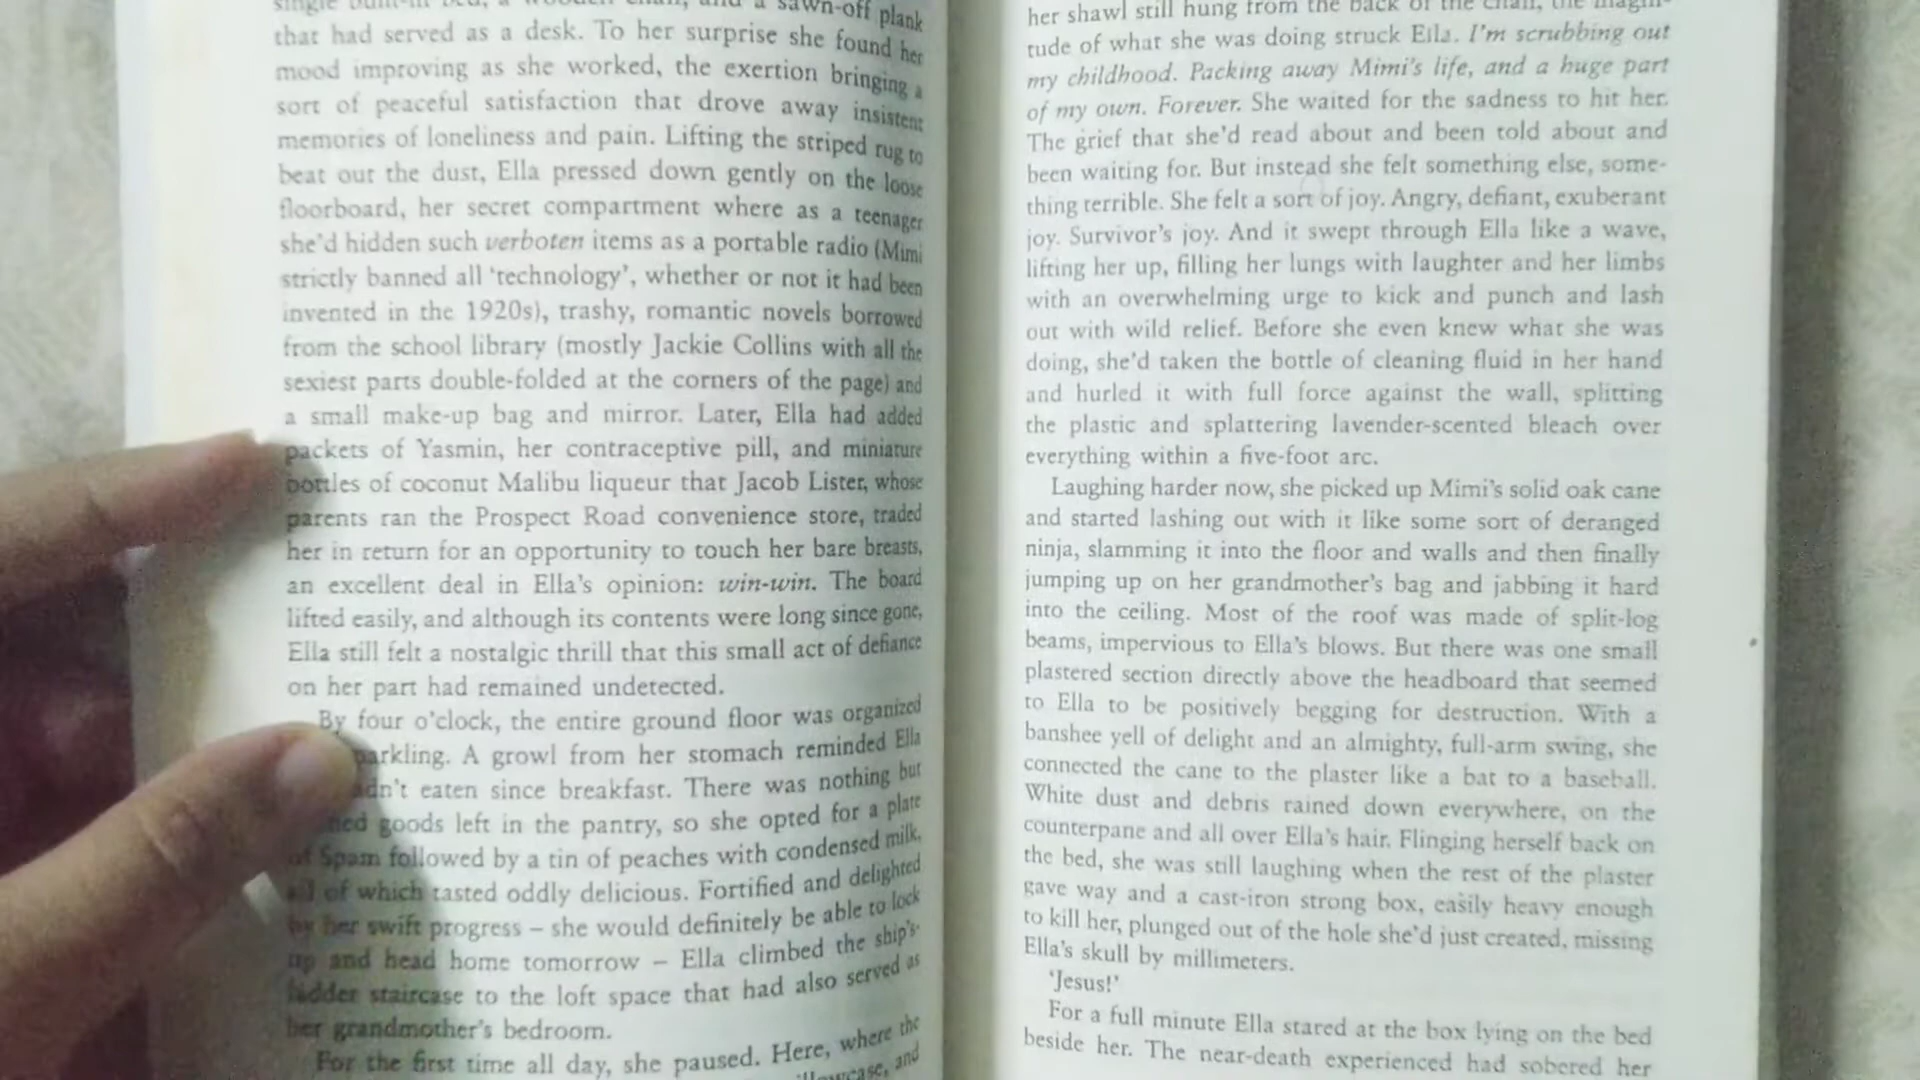 single built-in bed, a wooden chair, and a sawn-off plank
that had served as a desk. To her surprise she found her
mood improving as she worked, the exertion bringing a
sort of peaceful satisfaction that drove away insistent
memories of loneliness and pain. Lifting the striped rug to
beat out the dust, Ella pressed down gently on the loose
floorboard, her secret compartment where as a teenager
she'd hidden such verboten items as a portable radio (Mimi
strictly banned all 'technology', whether or not it had been
invented in the 1920s), trashy, romantic novels borrowed
from the school library (mostly Jackie Collins with all the
sexiest parts double-folded at the corners of the page) and
a small make-up bag and mirror. Later, Ella had added
packets of Yasmin, her contraceptive pill, and miniature
bottles of coconut Malibu liqueur that Jacob Lister, whose
parents ran the Prospect Road convenience store, traded
her in return for an opportunity to touch her bare breasts,
an excellent deal in Ella's opinion: win-win. The board
lifted easily, and although its contents were long since gone,
Ella still felt a nostalgic thrill that this small act of defiance
on her part had remained undetected.
By four o'clock, the entire ground floor was organized
parkling. A growl from her stomach reminded Ella
dn't eaten since breakfast. There was nothing but
ned goods left in the pantry, so she opted for a plate
of Spam followed by a tin of peaches with condensed milk,
all of which tasted oddly delicious. Fortified and delighted
by her swift progress – she would definitely be able to lock
up and head home tomorrow – Ella climbed the ship's-
ladder staircase to the loft space that had also served as
her grandmother's bedroom.
For the first time all day, she paused. Here, where the
and
her shawl still hung from the back of the chair, the magni-
tude of what she was doing struck Ella. I'm scrubbing out
my childhood. Packing away Mimi's life, and a huge part
of my own. Forever. She waited for the sadness to hit her.
The grief that she'd read about and been told about and
been waiting for. But instead she felt something else, some-
thing terrible. She felt a sort of joy. Angry, defiant, exuberant
joy. Survivor's joy. And it swept through Ella like a wave,
lifting her up, filling her lungs with laughter and her limbs
with an overwhelming urge to kick and punch and lash
out with wild relief. Before she even knew what she was
doing, she'd taken the bottle of cleaning fluid in her hand
and hurled it with full force against the wall, splitting
the plastic and splattering lavender-scented bleach over
everything within a five-foot arc.
Laughing harder now, she picked up Mimi's solid oak cane
and started lashing out with it like some sort of deranged
ninja, slamming it into the floor and walls and then finally
jumping up on her grandmother's bag and jabbing it hard
into the ceiling. Most of the roof was made of split-log
beams, impervious to Ella's blows. But there was one small
plastered section directly above the headboard that seemed
to Ella to be positively begging for destruction. With a
banshee yell of delight and an almighty, full-arm swing, she
connected the cane to the plaster like a bat to a baseball.
White dust and debris rained down everywhere, on the
counterpane and all over Ella's hair. Flinging herself back on
the bed, she was still laughing when the rest of the plaster
gave way and a cast-iron strong box, easily heavy enough
to kill her, plunged out of the hole she'd just created, missing
Ella's skull by millimeters.
'Jesus!'
For a full minute Ella stared at the box lying on the bed
beside her. The near-death experienced had sobered her